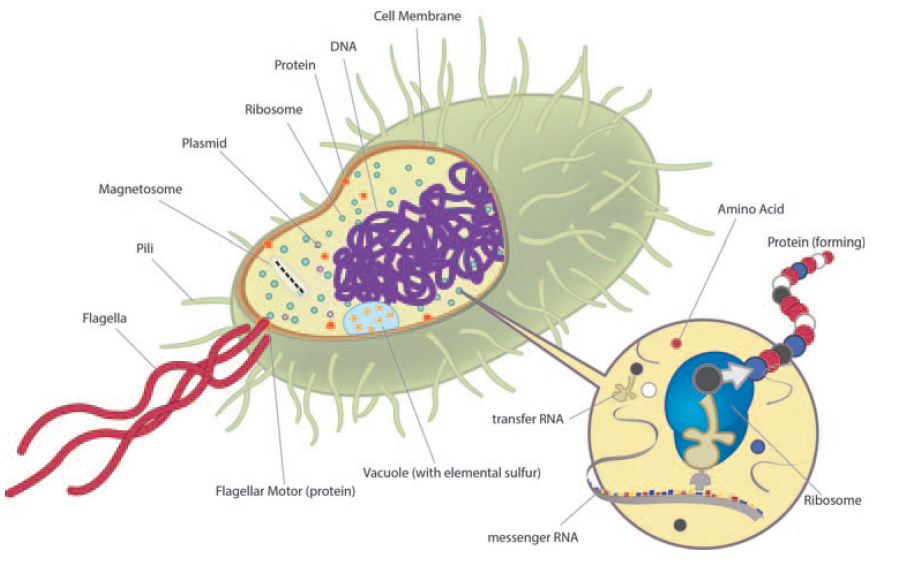 Cell Membrane
DNA
Protein
Ribosome
Plasmid
Magnetosome
Pili
Flagella
Amino Acid
Protein (forming)
transfer RNA
Vacuole (with elemental sulfur)
Flagellar Motor (protein)
Ribosome
messenger RNA